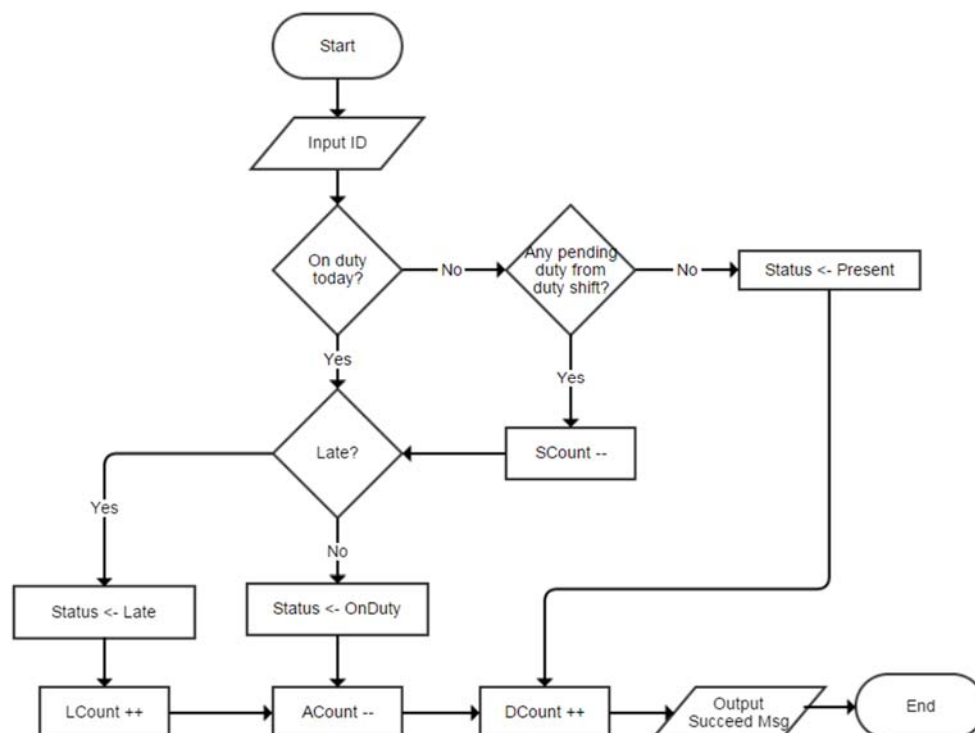 Start
Input ID
On duty
today?
No
Any pending
duty from
duty shift?
No
Status <- Present
Yes
Yes
Late?
SCount --
Yes
No
Status <- Late
Status <- OnDuty
LCount ++
ACount --
DCount ++
Output
Succeed Msg
End